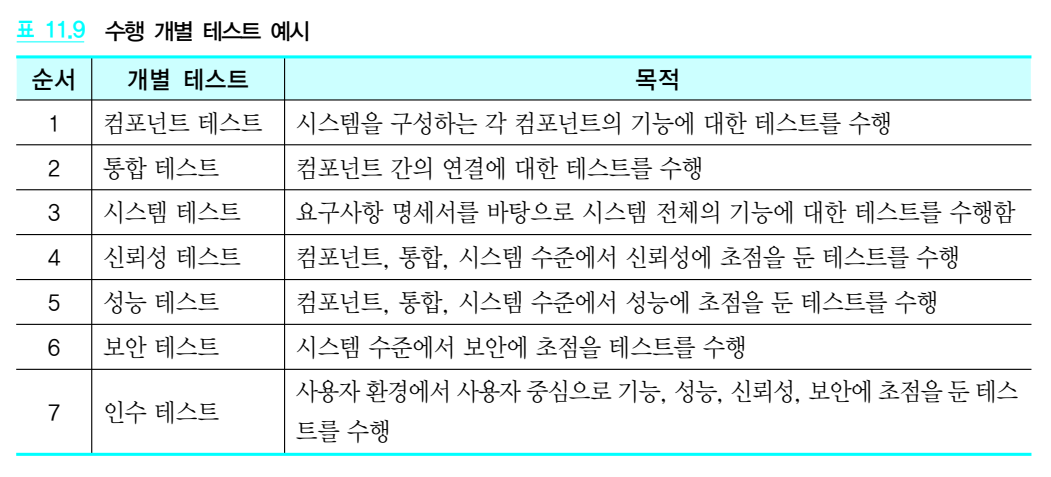 표 11.9 수행 개별 테스트 예시
순서 개별 테스트 목적
1 컴포넌트 테스트 시스템을 구성하는 각 컴포넌트의 기능에 대한 테스트를 수행
2 통합 테스트 컴포넌트 간의 연결에 대한 테스트를 수행
3 시스템 테스트 요구사항 명세서를 바탕으로 시스템 전체의 기능에 대한 테스트를 수행함
4 신뢰성 테스트 컴포넌트, 통합, 시스템 수준에서 신뢰성에 초점을 둔 테스트를 수행
5 성능 테스트 컴포넌트, 통합, 시스템 수준에서 성능에 초점을 둔 테스트를 수행
6 보안 테스트 시스템 수준에서 보안에 초점을 테스트를 수행
7 인수 테스트 사용자 환경에서 사용자 중심으로 기능, 성능, 신뢰성, 보안에 초점을 둔 테스
트를 수행